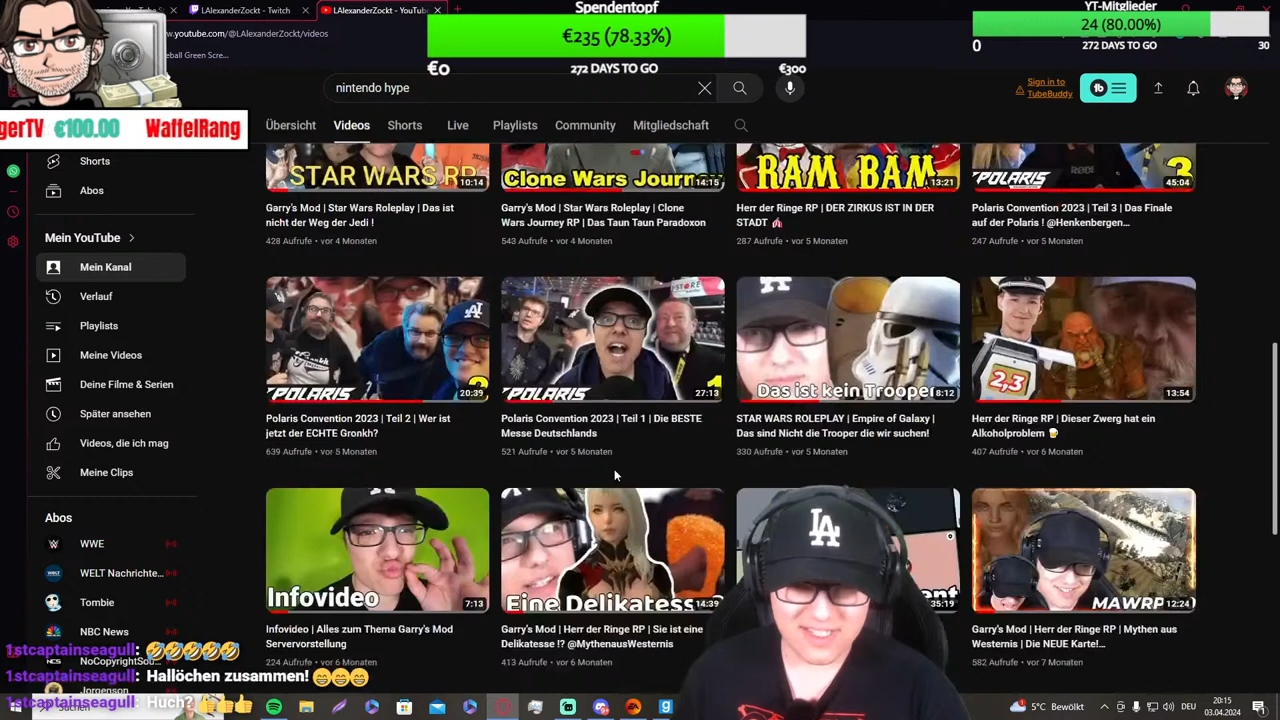 LAlexanderZockt - Twitch
LAlexanderZockt - YouTu
Spendentopf
€235 (78.33%)
€0
272 DAYS TO GO
€300
YT-Mitglieder
24 (80.00%)
0
272 DAYS TO GO
30
www.youtube.com/@LAlexanderZockt/videos
eball Green Scre...
nintendo hype
Sign in to
TubeBuddy
gerTV €100.00 WaffelRang
Übersicht
Videos
Shorts
Live
Playlists
Community
Mitgliedschaft
Shorts
Abos
Mein YouTube
Mein Kanal
Verlauf
Playlists
Meine Videos
Deine Filme & Serien
Später ansehen
Videos, die ich mag
Meine Clips
Abos
WWE
WELT Nachrichte...
Tombie
NBC News
NoCopyrightSou...
Jorgenson
STAR WARS RP
10:14
Garry's Mod | Star Wars Roleplay | Das ist
nicht der Weg der Jedi !
428 Aufrufe • vor 4 Monaten
Clone Wars Journ
14:15
Garry's Mod | Star Wars Roleplay | Clone
Wars Journey RP | Das Taun Taun Paradoxon
543 Aufrufe • vor 4 Monaten
RAM BAM
13:21
Herr der Ringe RP | DER ZIRKUS IST IN DER
STADT 🎪
287 Aufrufe • vor 5 Monaten
POLARIS
3
45:04
Polaris Convention 2023 | Teil 3 | Das Finale
auf der Polaris ! @Henkenbergen...
247 Aufrufe • vor 5 Monaten
POLARIS
2
20:39
Polaris Convention 2023 | Teil 2 | Wer ist
jetzt der ECHTE Gronkh?
639 Aufrufe • vor 5 Monaten
STORE
POLARIS
1
27:13
Polaris Convention 2023 | Teil 1 | Die BESTE
Messe Deutschlands
521 Aufrufe • vor 5 Monaten
Das ist kein Trooper
8:12
STAR WARS ROLEPLAY | Empire of Galaxy |
Das sind Nicht die Trooper die wir suchen!
330 Aufrufe • vor 5 Monaten
2,3
13:54
Herr der Ringe RP | Dieser Zwerg hat ein
Alkoholproblem 🍺
407 Aufrufe • vor 6 Monaten
Infovideo
7:13
Infovideo | Alles zum Thema Garry's Mod
Servervorstellung
224 Aufrufe • vor 6 Monaten
Eine Delikatess
14:39
Garry's Mod | Herr der Ringe RP | Sie ist eine
Delikatesse !? @MythenausWesternis
413 Aufrufe • vor 6 Monaten
35:19
LA
MAWRP
12:24
Garry's Mod | Herr der Ringe RP | Mythen aus
Westernis | Die NEUE Karte!...
582 Aufrufe • vor 7 Monaten
1stcaptainseagull: 🤣🤣🤣🤣🤣
1stcaptainseagull: Hallöchen zusammen! 😁😁😁
1stcaptainseagull: Huch? 👍👍👍
Suchen
5°C Bewölkt
DEU
20:15
03.04.2024